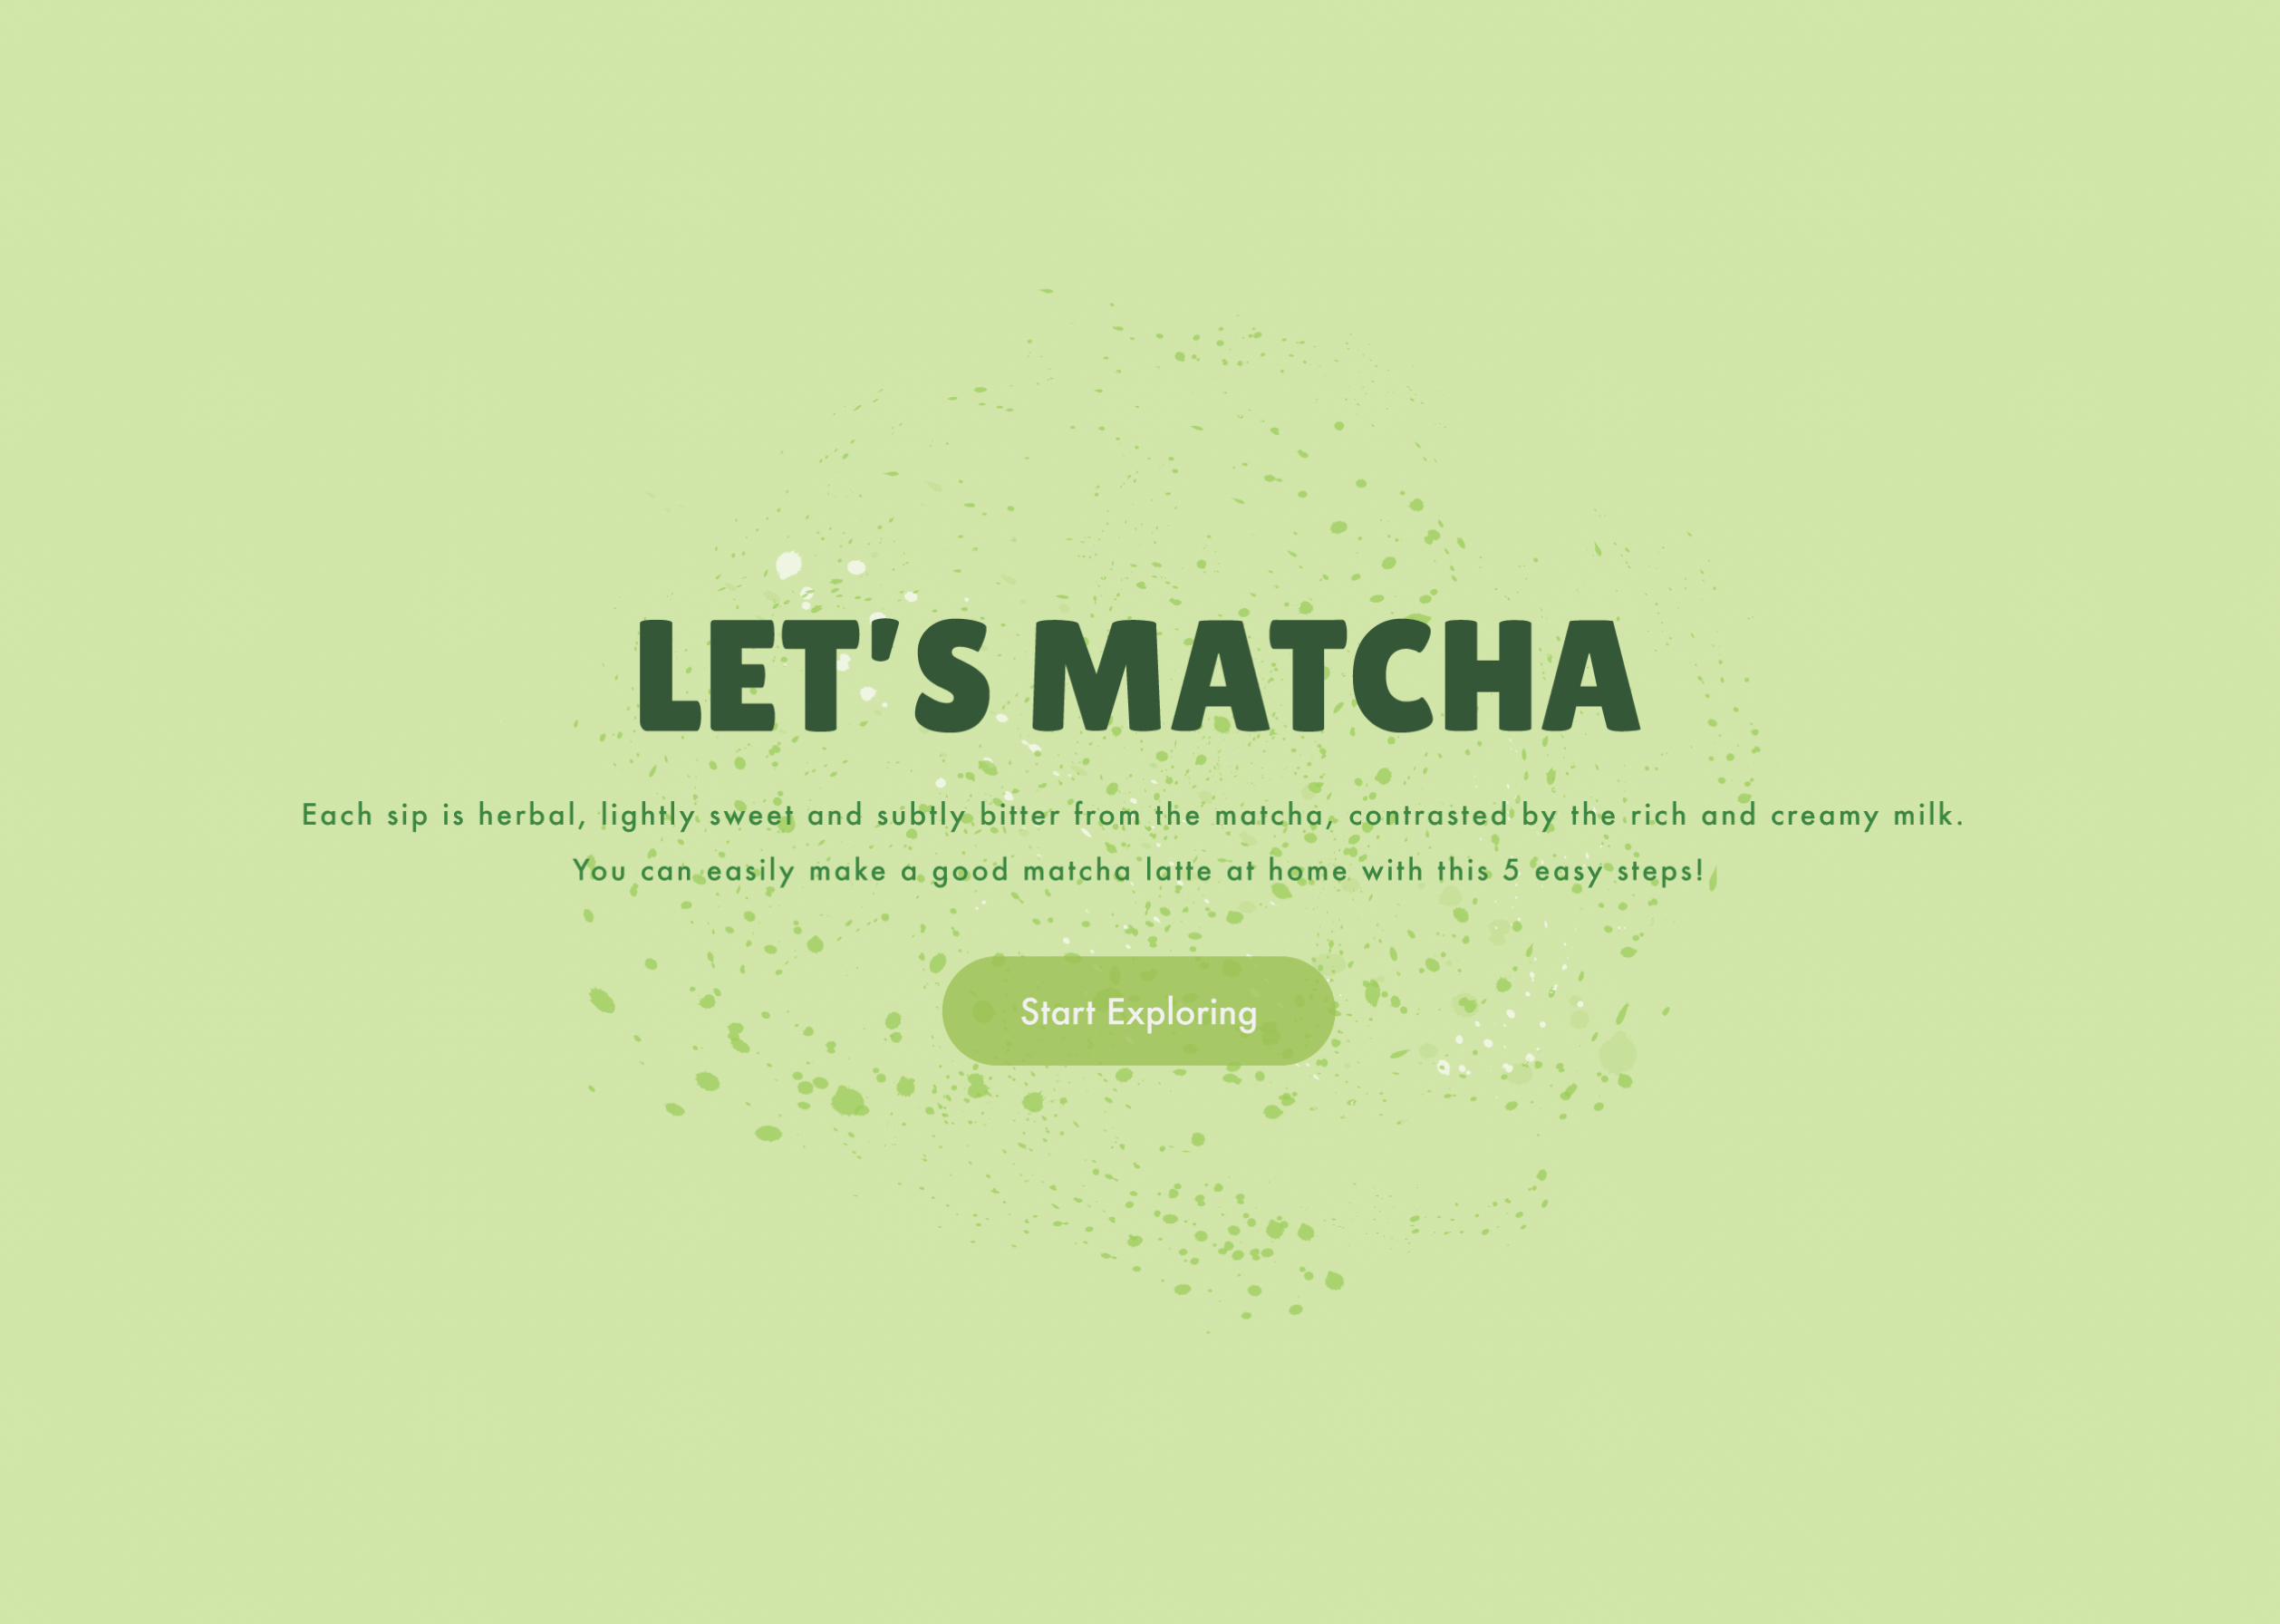 LET'S MATCHA
Each sip is herbal, lightly sweet and subtly bitter from the matcha, contrasted by the rich and creamy milk.
You can easily make a good matcha latte at home with this 5 easy steps!
Start Exploring